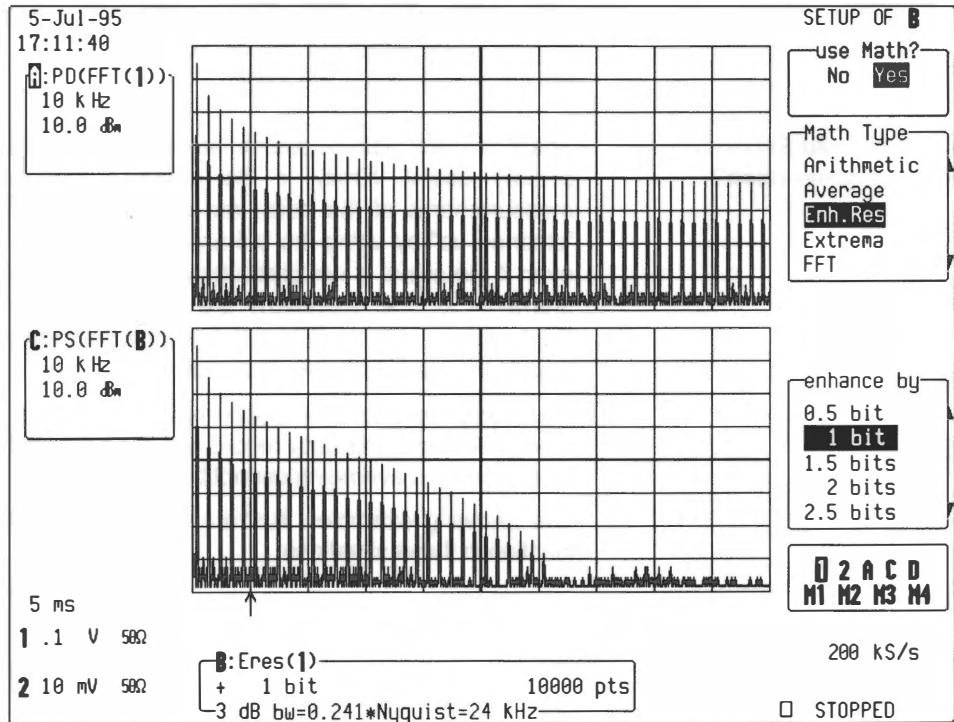 5-Jul-95
17:11:40
A:PD(FFT(1))
10 kHz
10.0 dBm
C:PS(FFT(B))
10 kHz
10.0 dBm
5 ms
1 .1 V 50Ω
2 10 mV 50Ω
B:Eres(1)
+ 1 bit 10000 pts
3 dB bw=0.241*Nyquist=24 kHz
SETUP OF B
use Math?
No Yes
Math Type
Arithmetic
Average
Enh.Res
Extrema
FFT
enhance by
0.5 bit
1 bit
1.5 bits
2 bits
2.5 bits
1 2 A C D
M1 M2 M3 M4
200 kS/s
STOPPED